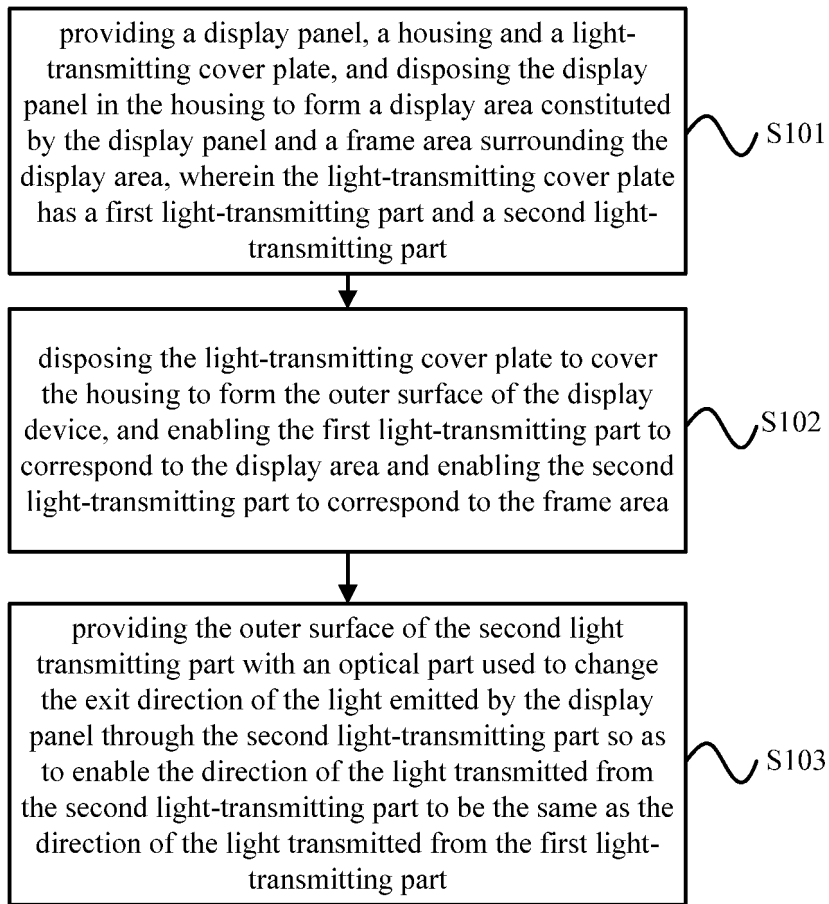 providing a display panel, a housing and a light-
transmitting cover plate, and disposing the display
panel in the housing to form a display area constituted
by the display panel and a frame area surrounding the
display area, wherein the light-transmitting cover plate
has a first light-transmitting part and a second light-
transmitting part
S101
disposing the light-transmitting cover plate to cover
the housing to form the outer surface of the display
device, and enabling the first light-transmitting part to
correspond to the display area and enabling the second
light-transmitting part to correspond to the frame area
S102
providing the outer surface of the second light
transmitting part with an optical part used to change
the exit direction of the light emitted by the display
panel through the second light-transmitting part so as
to enable the direction of the light transmitted from
the second light-transmitting part to be the same as the
direction of the light transmitted from the first light-
transmitting part
S103